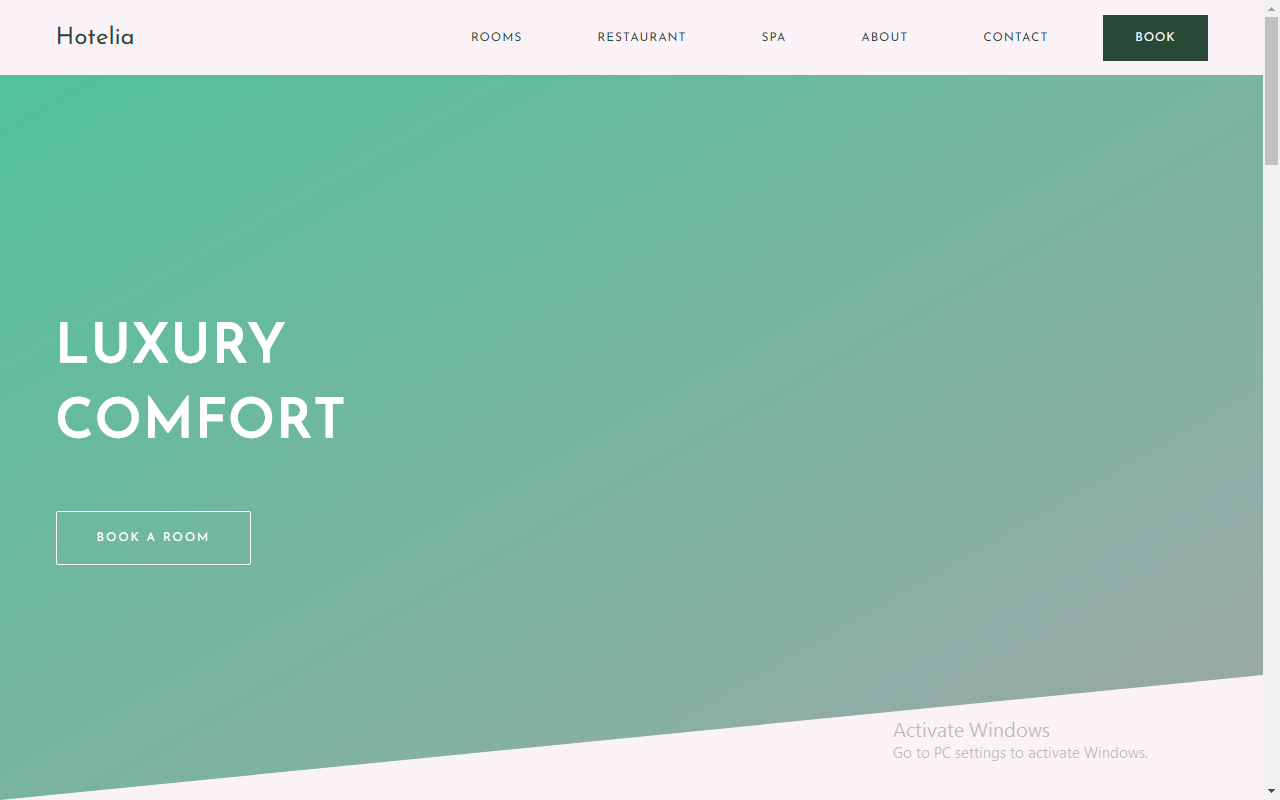 Hotelia
ROOMS RESTAURANT SPA ABOUT CONTACT BOOK
LUXURY
COMFORT
BOOK A ROOM
Activate Windows
Go to PC settings to activate Windows.